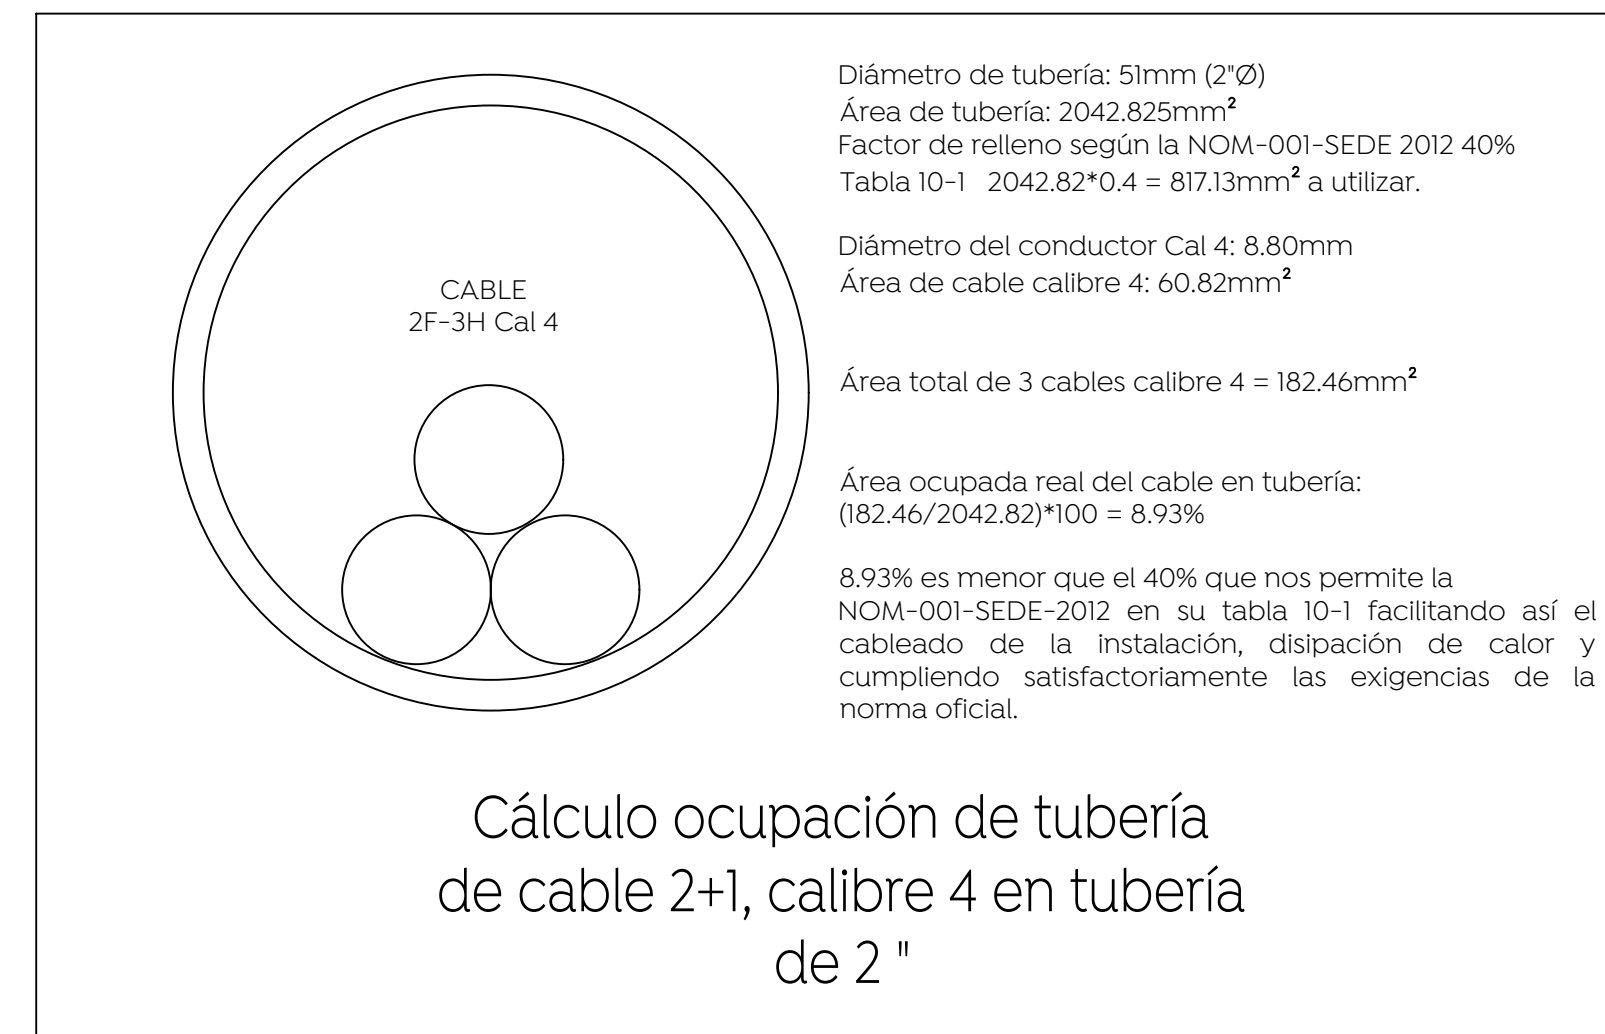 CABLE
2F-3H Cal 4
Diámetro de tubería: 51mm (2"Ø)
Área de tubería: 2042.825mm²
Factor de relleno según la NOM-001-SEDE 2012 40%
Tabla 10-1 2042.82*0.4 = 817.13mm² a utilizar.
Diámetro del conductor Cal 4: 8.80mm
Área de cable calibre 4: 60.82mm²
Área total de 3 cables calibre 4 = 182.46mm²
Área ocupada real del cable en tubería:
(182.46/2042.82)*100 = 8.93%
8.93% es menor que el 40% que nos permite la
NOM-001-SEDE-2012 en su tabla 10-1 facilitando así el
cableado de la instalación, disipación de calor y
cumpliendo satisfactoriamente las exigencias de la
norma oficial.
Cálculo ocupación de tubería
de cable 2+1, calibre 4 en tubería
de 2 "